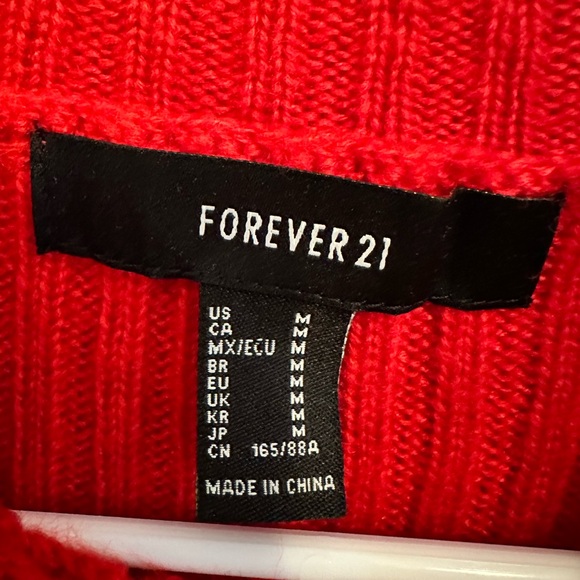 FOREVER 21
US M
CA M
MX/ECU M
BR M
EU M
UK M
KR M
JP M
CN 165/88A
MADE IN CHINA